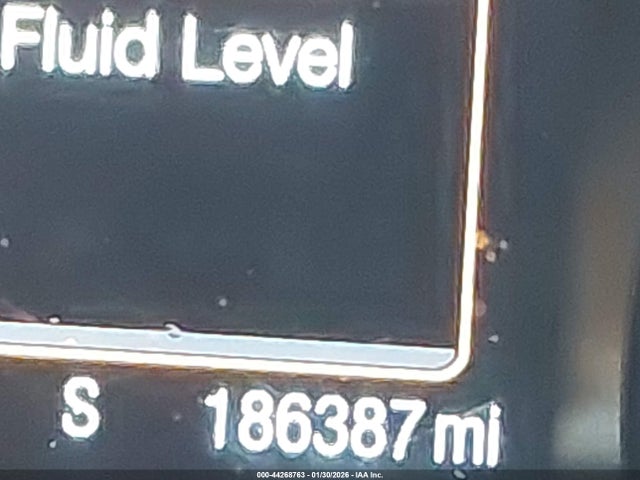 Fluid Level
S 186387 mi
000-44268763 - 01/30/2026 - IAA Inc.